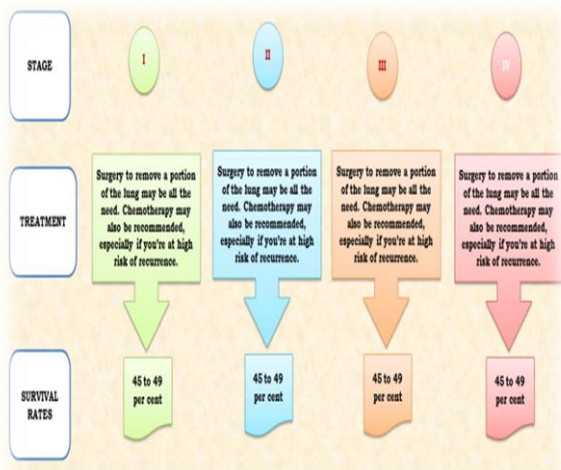 STAGE
I
II
III
IV
TREATMENT
Surgery to remove a portion
of the lung may be all the
need. Chemotherapy may
also be recommended,
especially if you're at high
risk of recurrence.
Surgery to remove a portion
of the lung may be all the
need. Chemotherapy may
also be recommended,
especially if you're at high
risk of recurrence.
Surgery to remove a portion
of the lung may be all the
need. Chemotherapy may
also be recommended,
especially if you're at high
risk of recurrence.
Surgery to remove a portion
of the lung may be all the
need. Chemotherapy may
also be recommended,
especially if you're at high
risk of recurrence.
SURVIVAL
RATES
45 to 49
per cent
45 to 49
per cent
45 to 49
per cent
45 to 49
per cent